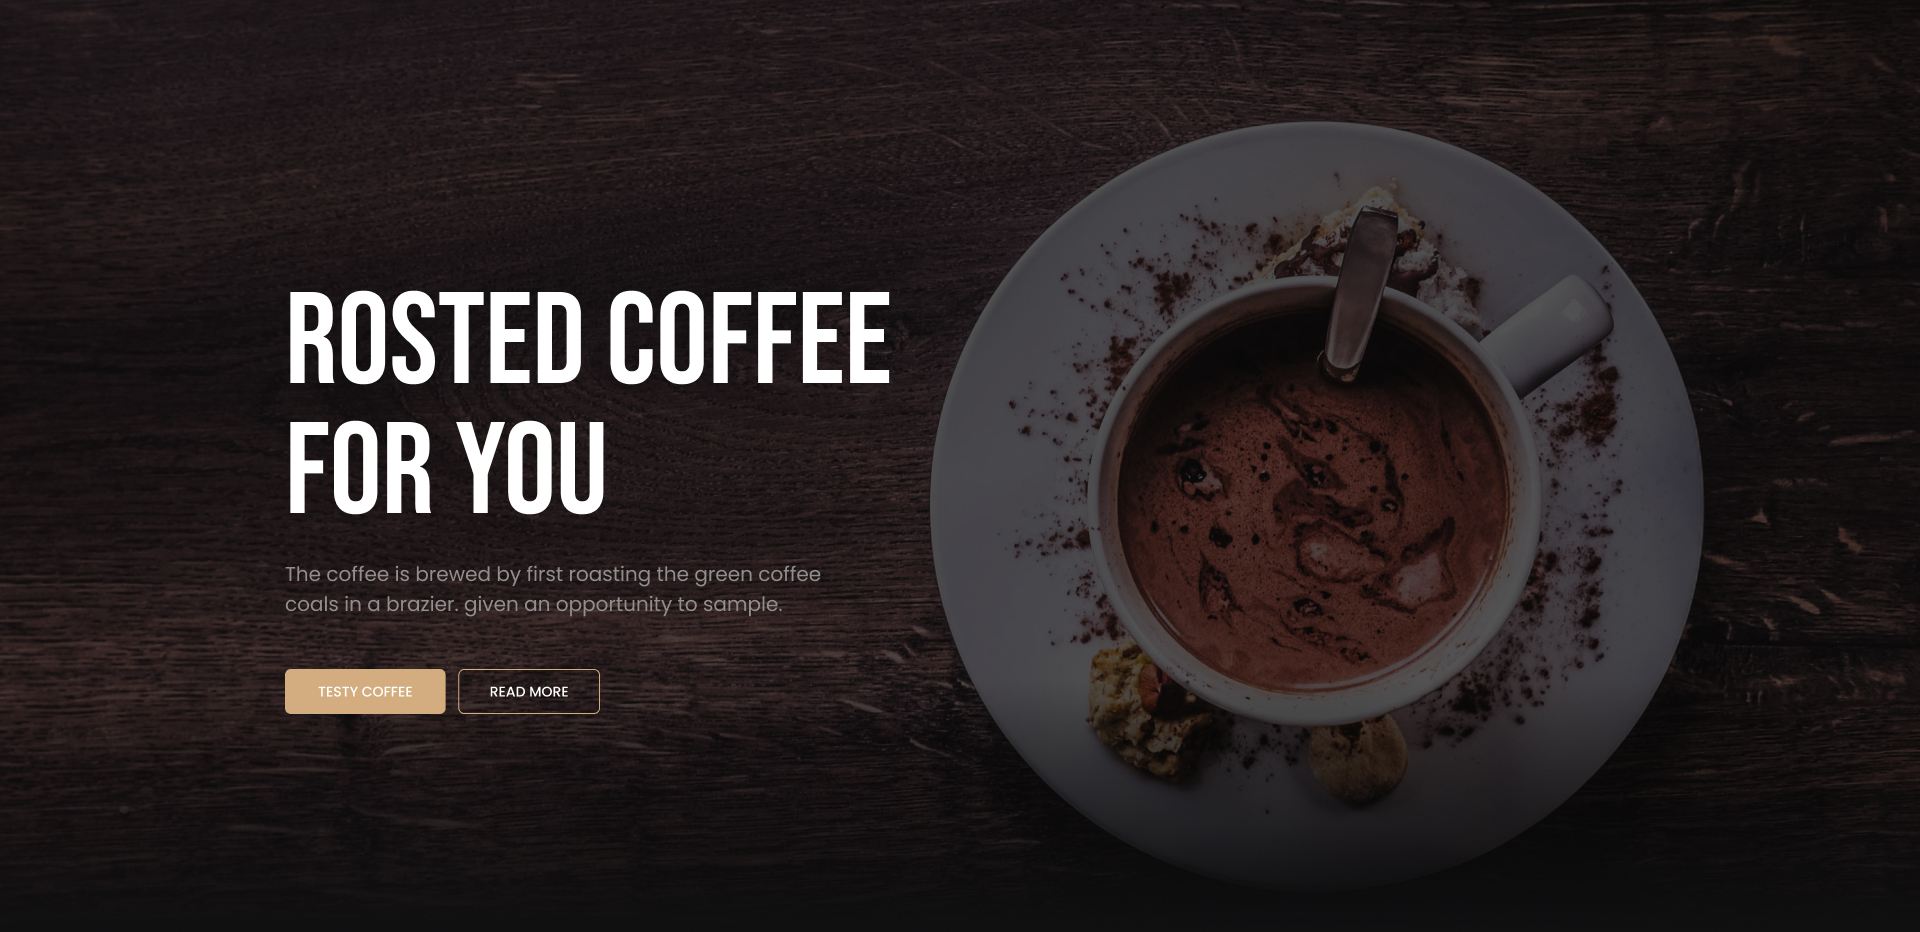 ROSTED COFFEE
FOR YOU
The coffee is brewed by first roasting the green coffee
coals in a brazier. given an opportunity to sample.
TESTY COFFEE
READ MORE